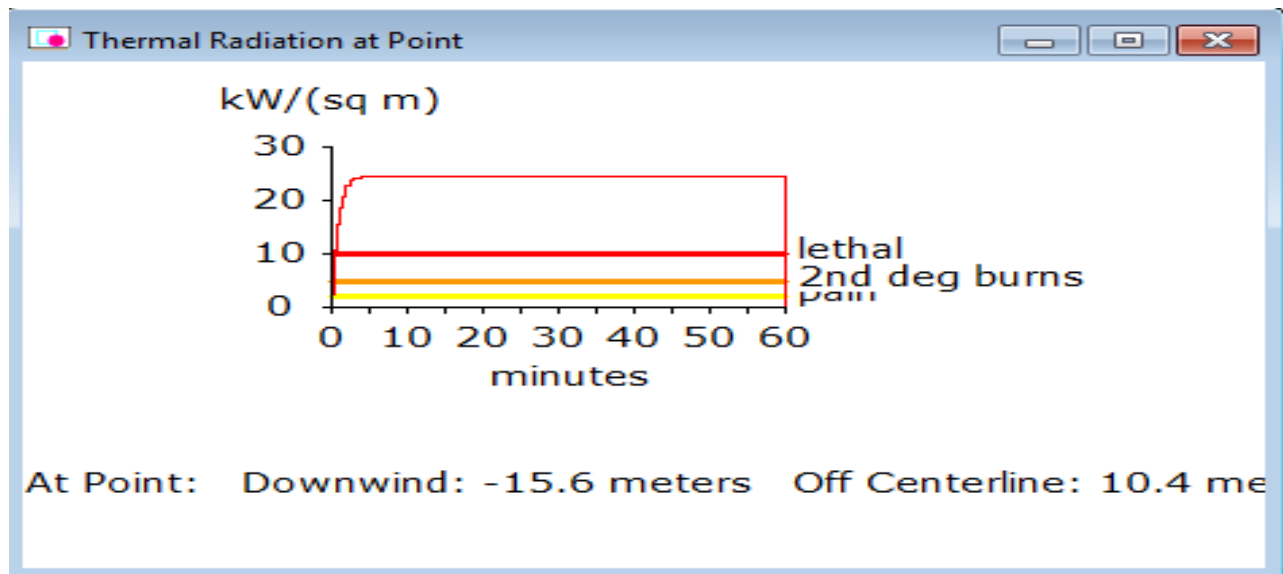 Thermal Radiation at Point
kW/(sq m)
30
20
10
0
lethal
2nd deg burns
pain
0 10 20 30 40 50 60
minutes
At Point: Downwind: -15.6 meters Off Centerline: 10.4 me